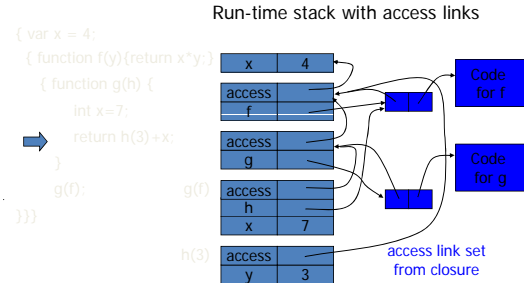 Run-time stack with access links
{ var x = 4;
{ function f(y){return x*y;}
{ function g(h) {
int x=7;
return h(3)+x;
}
g(f);
}}}
x 4
access
f
access
g
g(f)
access
h
x 7
h(3)
access
y 3
Code
for f
Code
for g
access link set
from closure